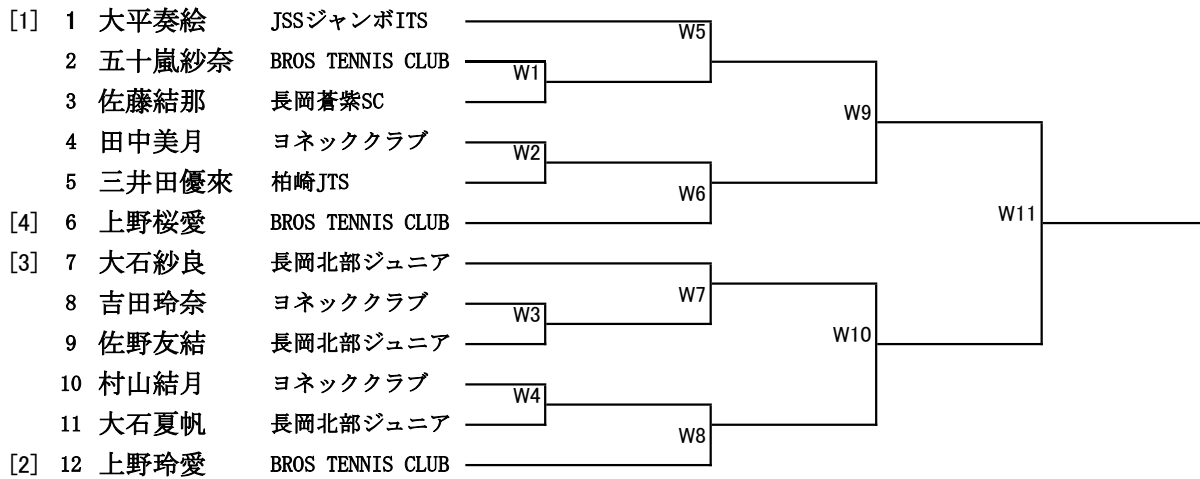 [1] 1 大平奏絵 JSSジャンボITS
W5
2 五十嵐紗奈 BROS TENNIS CLUB
W1
3 佐藤結那 長岡蒼紫SC
W9
4 田中美月 ヨネッククラブ
W2
5 三井田優來 柏崎JTS
W6
[4] 6 上野桜愛 BROS TENNIS CLUB
W11
[3] 7 大石紗良 長岡北部ジュニア
W7
8 吉田玲奈 ヨネッククラブ
W3
9 佐野友結 長岡北部ジュニア
W10
10 村山結月 ヨネッククラブ
W4
11 大石夏帆 長岡北部ジュニア
W8
[2] 12 上野玲愛 BROS TENNIS CLUB